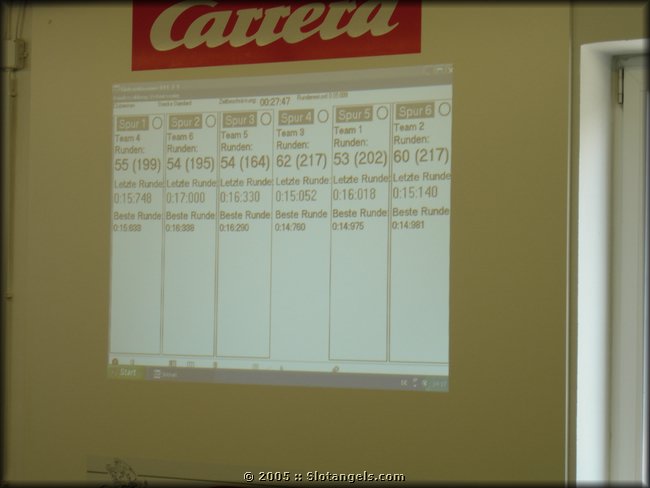 Carrera
Zeitbeschränkung: 00:27:47
Spur 1 Spur 2 Spur 3 Spur 4 Spur 5 Spur 6
Team 4 Team 6 Team 5 Team 3 Team 1 Team 2
Runden: Runden: Runden: Runden: Runden: Runden:
55 (199) 54 (195) 54 (164) 62 (217) 53 (202) 60 (217)
Letzte Runde: Letzte Runde: Letzte Runde: Letzte Runde: Letzte Runde: Letzte Runde
0:15:748 0:17:000 0:16:330 0:15:052 0:16:018 0:15:140
Beste Runde: Beste Runde: Beste Runde: Beste Runde: Beste Runde: Beste Runde
0:15:633 0:16:339 0:16:290 0:14:760 0:14:975 0:14:981
Start
© 2005 :: Slotangels.com